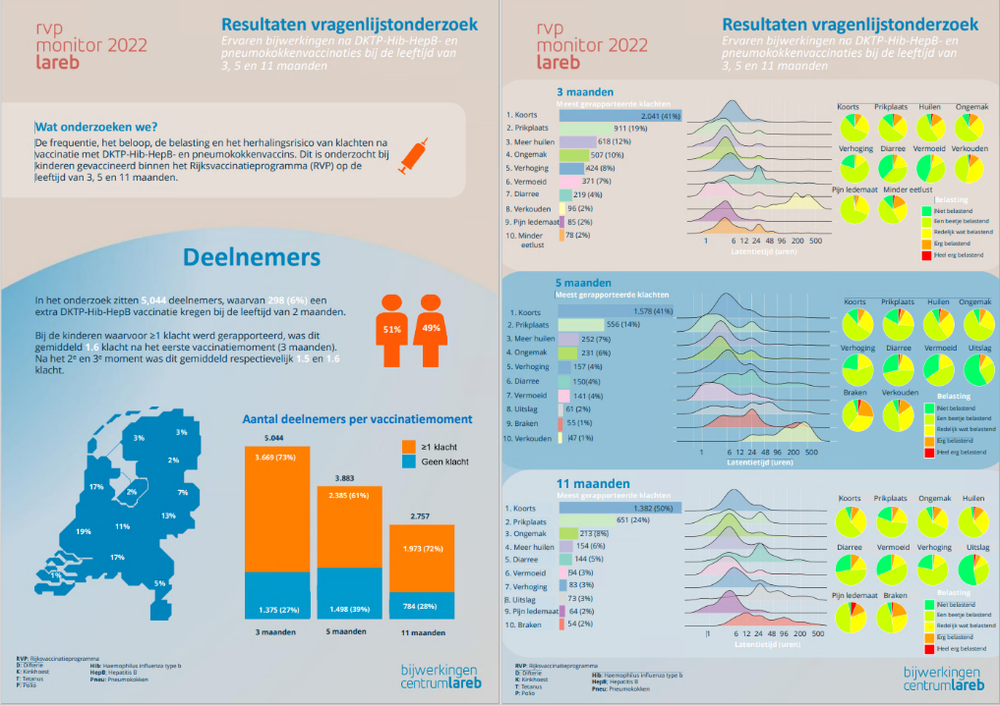 rvp
monitor 2022
lareb
Resultaten vragenlijstonderzoek
Ervaren bijwerkingen na DKTP-Hib-HepB- en
pneumokokkenvaccinaties bij de leeftijd van
3, 5 en 11 maanden
Wat onderzoeken we?
De frequentie, het beloop, de belasting en het herhalingsrisico van klachten na
vaccinatie met DKTP-Hib-HepB- en pneumokokkenvaccins. Dit is onderzocht bij
kinderen gevaccineerd binnen het Rijksvaccinatieprogramma (RVP) op de
leeftijd van 3, 5 en 11 maanden.
Deelnemers
In het onderzoek zitten 5,044 deelnemers, waarvan 298 (6%) een
extra DKTP-Hib-HepB vaccinatie kregen bij de leeftijd van 2 maanden.
Bij de kinderen waarvoor ≥1 klacht werd gerapporteerd, was dit
gemiddeld 1.6 klacht na het eerste vaccinatiemoment (3 maanden).
Na het 2e en 3e moment was dit gemiddeld respectievelijk 1.5 en 1.6
klacht.
51% 49%
3%
3%
2%
17%
2%
7%
13%
11%
19%
17%
1%
5%
Aantal deelnemers per vaccinatiemoment
≥1 klacht
Geen klacht
5.044
3.669 (73%)
1.375 (27%)
3 maanden
3.883
2.385 (61%)
1.498 (39%)
5 maanden
2.757
1.973 (72%)
784 (28%)
11 maanden
RVP: Rijksvaccinatieprogramma
D: Difterie
K: Kinkhoest
T: Tetanus
P: Polio
Hib: Haemophilus influenza type b
HepB: Hepatitis B
Pneu: Pneumokokken
bijwerkingen
centrumlareb
rvp
monitor 2022
lareb
Resultaten vragenlijstonderzoek
Ervaren bijwerkingen na DKTP-Hib-HepB- en
pneumokokkenvaccinaties bij de leeftijd van
3, 5 en 11 maanden
3 maanden
Meest gerapporteerde klachten
1. Koorts 2.041 (41%)
2. Prikplaats 911 (19%)
3. Meer huilen 618 (12%)
4. Ongemak 507 (10%)
5. Verhoging 424 (8%)
6. Vermoeid 371 (7%)
7. Diarree 219 (4%)
8. Verkouden 96 (2%)
9. Pijn ledemaat 85 (2%)
10. Minder 78 (2%)
eetlust
1 6 12 24 48 96 200 500
Latentietijd (uren)
Koorts Prikplaats Huilen Ongemak
Verhoging Diarree Vermoeid Verkouden
Pijn ledemaat Minder eetlust
Belasting
Niet belastend
Een beetje belastend
Redelijk wat belastend
Erg belastend
Heel erg belastend
5 maanden
Meest gerapporteerde klachten
1. Koorts 1.578 (41%)
2. Prikplaats 556 (14%)
3. Meer huilen 252 (7%)
4. Ongemak 231 (6%)
5. Verhoging 157 (4%)
6. Diarree 150(4%)
7. Vermoeid 141 (4%)
8. Uitslag 61 (2%)
9. Braken 55 (1%)
10. Verkouden 47 (1%)
1 6 12 24 48 96 200 500
Latentietijd (uren)
Koorts Prikplaats Huilen Ongemak
Verhoging Diarree Vermoeid Uitslag
Braken Verkouden
Belasting
Niet belastend
Een beetje belastend
Redelijk wat belastend
Erg belastend
Heel erg belastend
11 maanden
Meest gerapporteerde klachten
1. Koorts 1.382 (50%)
2. Prikplaats 651 (24%)
3. Ongemak 213 (8%)
4. Meer huilen 154 (6%)
5. Diarree 144 (5%)
6. Vermoeid 94 (3%)
7. Verhoging 83 (3%)
8. Uitslag 73 (3%)
9. Pijn ledemaat 64 (2%)
10. Braken 54 (2%)
1 6 12 24 48 96 200 500
Latentietijd (uren)
Koorts Prikplaats Ongemak Huilen
Diarree Vermoeid Verhoging Uitslag
Pijn ledemaat Braken
Belasting
Niet belastend
Een beetje belastend
Redelijk wat belastend
Erg belastend
Heel erg belastend
RVP: Rijksvaccinatieprogramma
D: Difterie
K: Kinkhoest
T: Tetanus
P: Polio
Hib: Haemophilus influenza type b
HepB: Hepatitis B
Pneu: Pneumokokken
bijwerkingen
centrumlareb